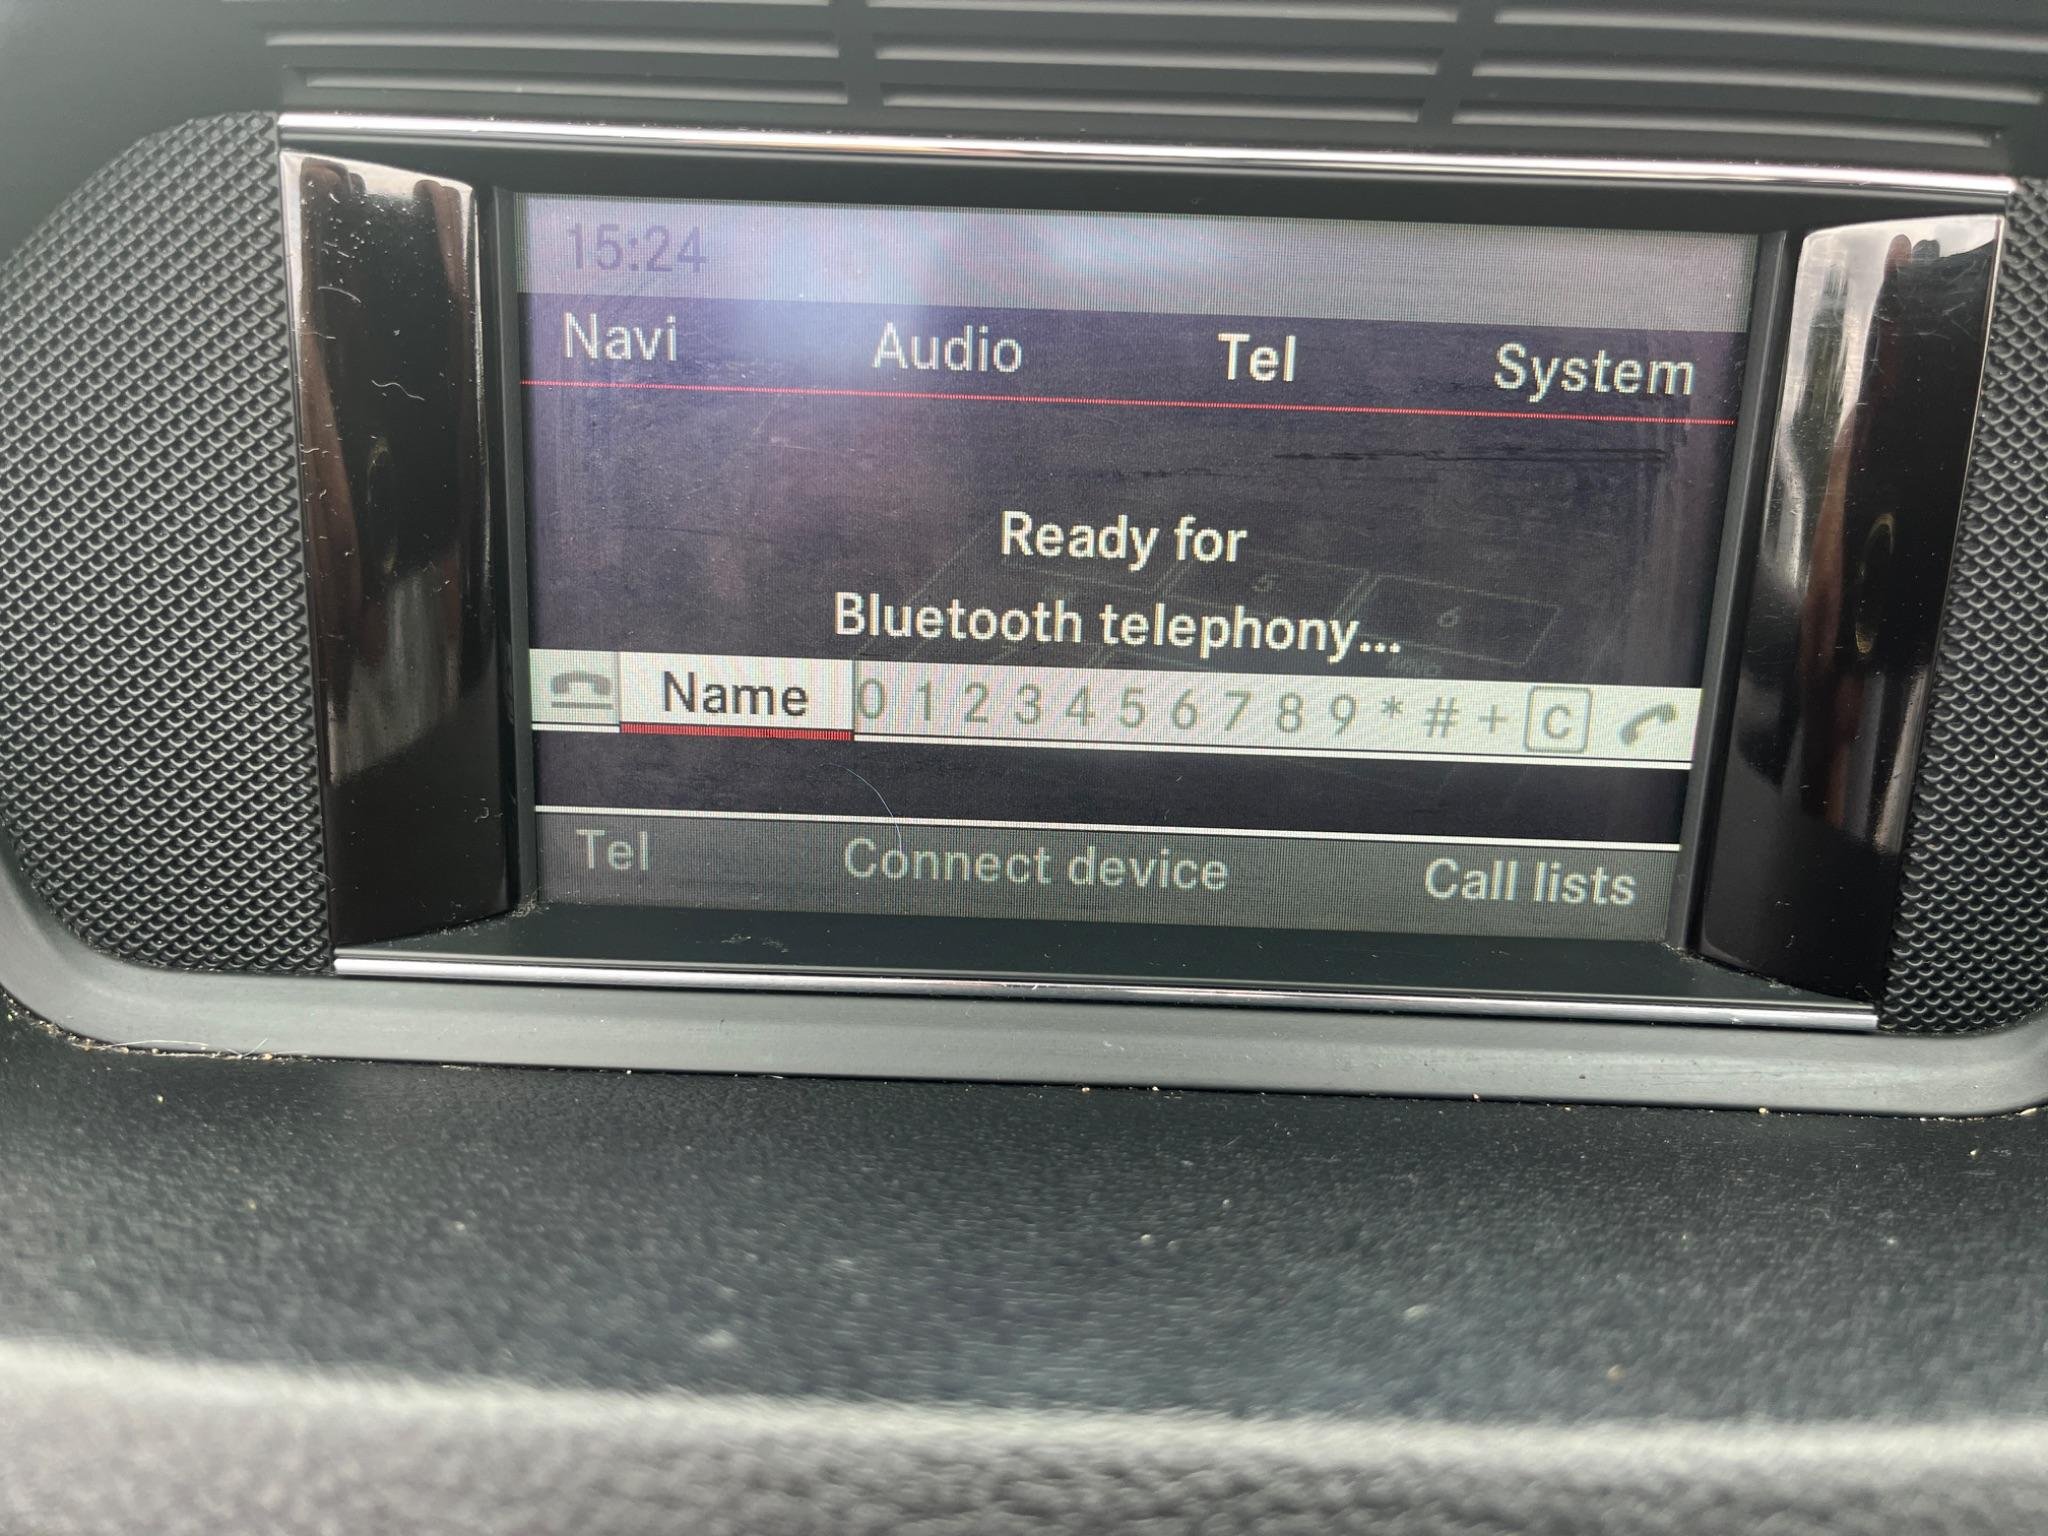 15:24
Navi Audio Tel System
Ready for
Bluetooth telephony...
Name 0 1 2 3 4 5 6 7 8 9 * # + C
Tel Connect device Call lists